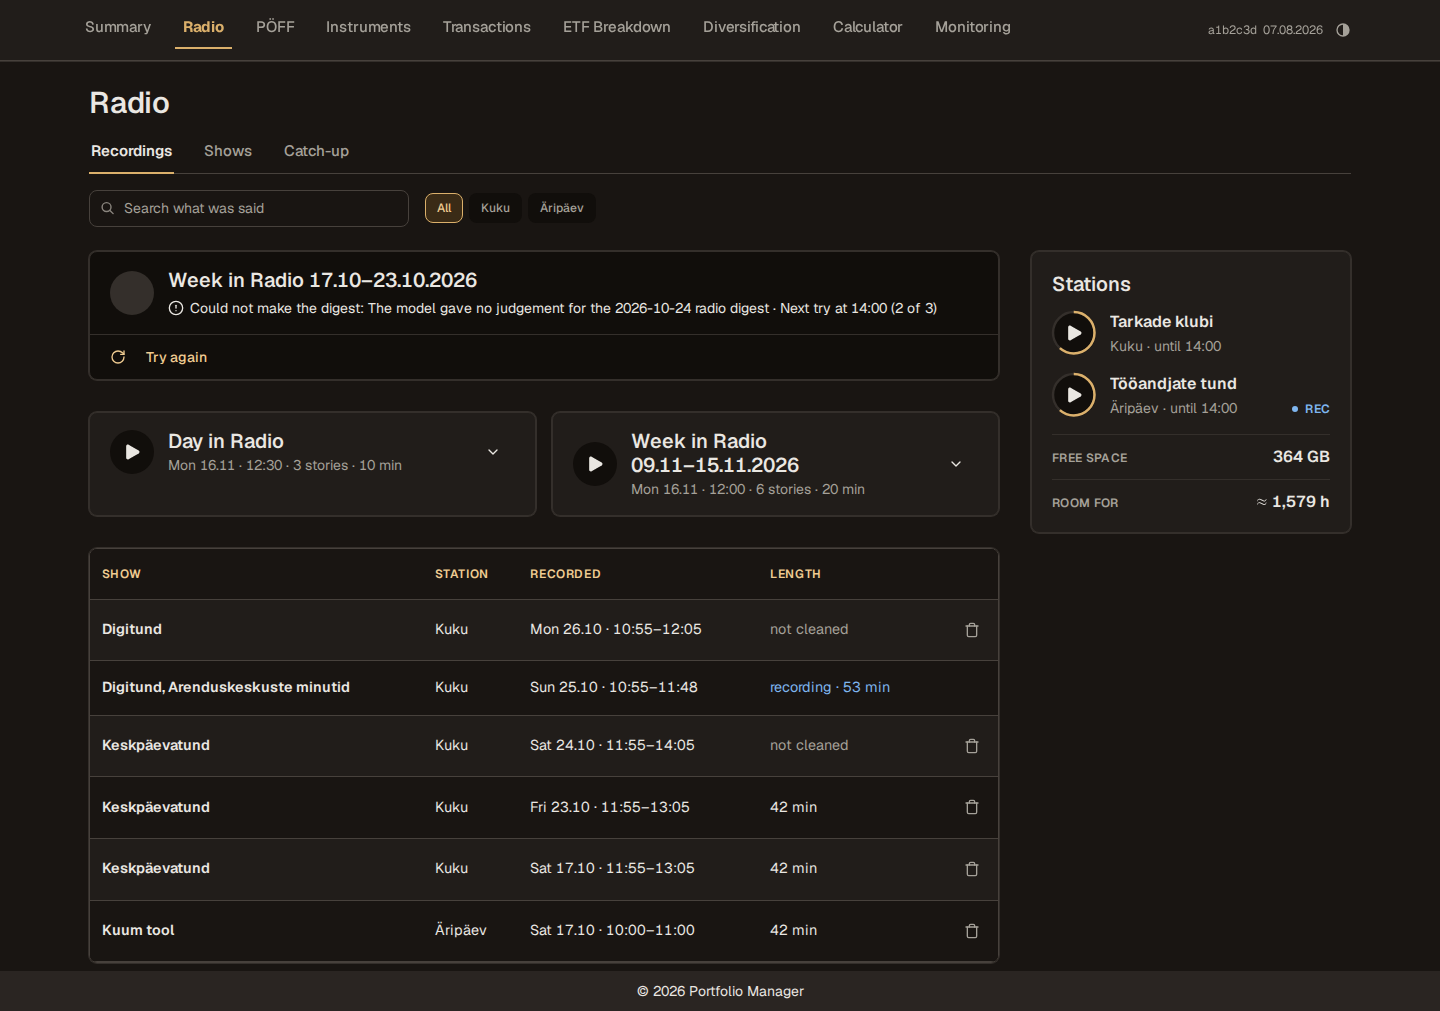 Summary Radio PÖFF Instruments Transactions ETF Breakdown Diversification Calculator Monitoring a1b2c3d 07.08.2026
Radio
Recordings Shows Catch-up
Search what was said All Kuku Äripäev
Week in Radio 17.10–23.10.2026
Could not make the digest: The model gave no judgement for the 2026-10-24 radio digest · Next try at 14:00 (2 of 3)
Try again
Day in Radio
Mon 16.11 · 12:30 · 3 stories · 10 min
Week in Radio
09.11–15.11.2026
Mon 16.11 · 12:00 · 6 stories · 20 min
Stations
Tarkade klubi
Kuku · until 14:00
Tööandjate tund
Äripäev · until 14:00 REC
FREE SPACE 364 GB
ROOM FOR ≈ 1,579 h
SHOW STATION RECORDED LENGTH
Digitund Kuku Mon 26.10 · 10:55–12:05 not cleaned
Digitund, Arenduskeskuste minutid Kuku Sun 25.10 · 10:55–11:48 recording · 53 min
Keskpäevatund Kuku Sat 24.10 · 11:55–14:05 not cleaned
Keskpäevatund Kuku Fri 23.10 · 11:55–13:05 42 min
Keskpäevatund Kuku Sat 17.10 · 11:55–13:05 42 min
Kuum tool Äripäev Sat 17.10 · 10:00–11:00 42 min
© 2026 Portfolio Manager